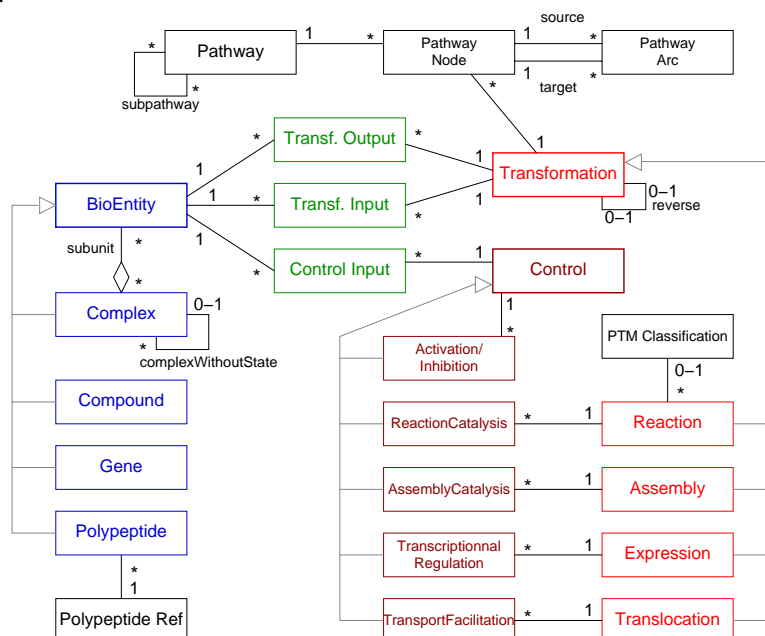 source
Pathway
1
*
Pathway
Node
1
*
Pathway
Arc
*
*
subpathway
1
*
target
*
1
Transf. Output
*
*
1
1
Transformation
BioEntity
1
*
Transf. Input
*
1
0–1
0–1
reverse
subunit
*
1
*
Control Input
*
1
Control
*
Complex
0–1
*
complexWithoutState
1
*
Activation/
Inhibition
PTM Classification
0–1
*
Compound
ReactionCatalysis
*
1
Reaction
Gene
AssemblyCatalysis
*
1
Assembly
Polypeptide
Transcriptionnal
Regulation
*
1
Expression
*
1
Polypeptide Ref
TransportFacilitation
*
1
Translocation